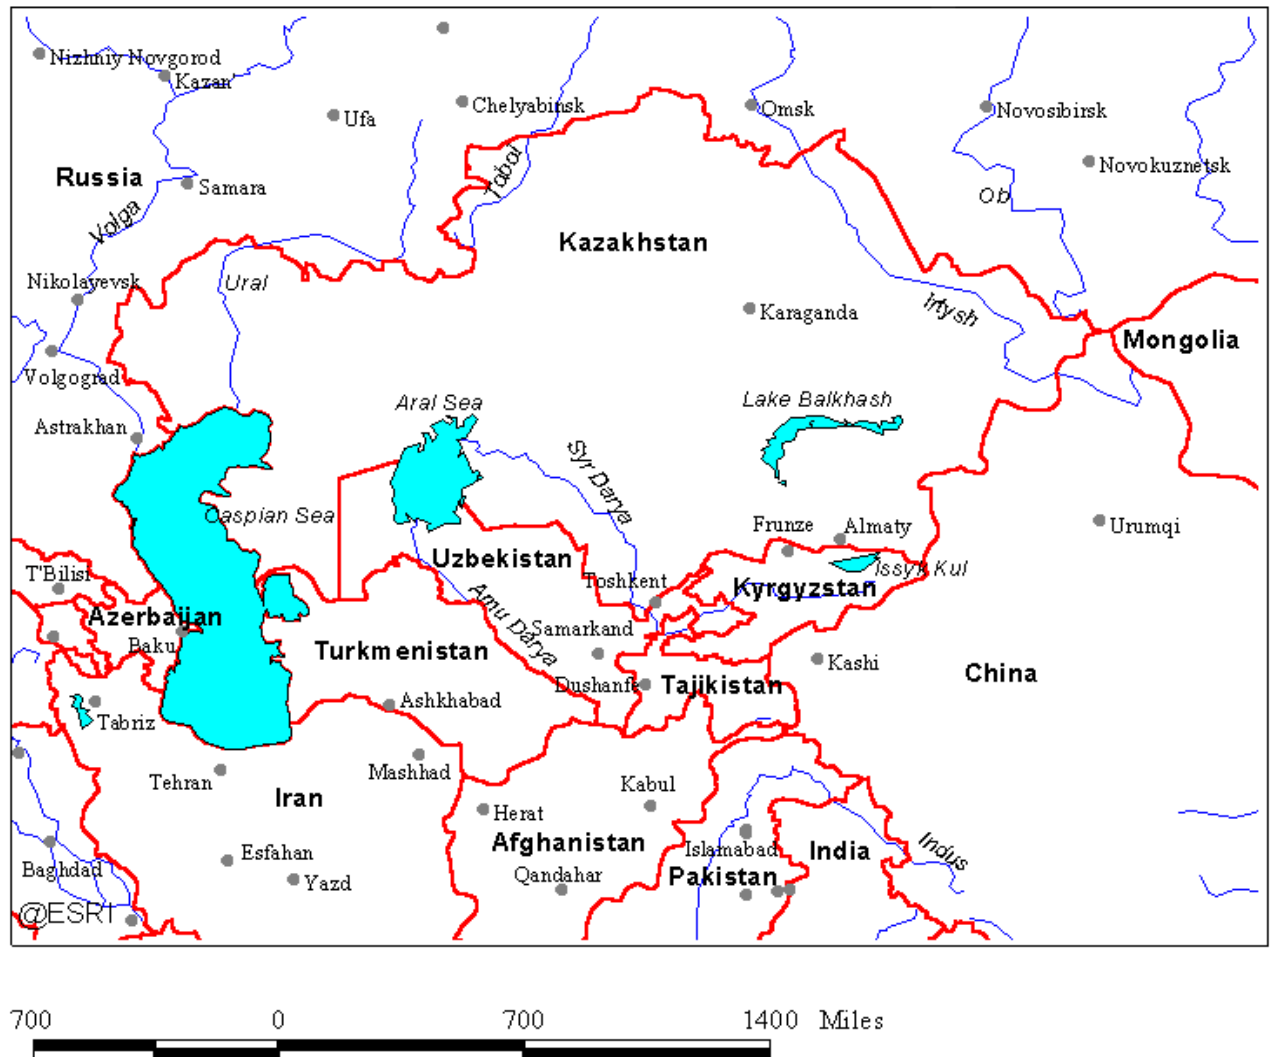 Nizhniy Novgorod
Kazan
Ufa
Chelyabinsk
Omsk
Novosibirsk
Novokuznetsk
Russia
Samara
Tobol
Ob
Volga
Kazakhstan
Nikolayevsk
Ural
Karaganda
Irtysh
Mongolia
Volgograd
Aral Sea
Lake Balkhash
Astrakhan
Syr Darya
Caspian Sea
Frunze
Almaty
Urumqi
Uzbekistan
T'Bilisi
Toshkent
Issyk Kul
Kyrgyzstan
Azerbaijan
Amu Darya
Samarkand
Baku
Turkmenistan
Kashi
China
Dushanfe
Tajikistan
Ashkhabad
Tabriz
Mashhad
Tehran
Kabul
Iran
Herat
Afghanistan
Islamabad
India
Indus
Esfahan
Baghdad
Yazd
Qandahar
Pakistan
@ESRI
700 0 700 1400 Miles